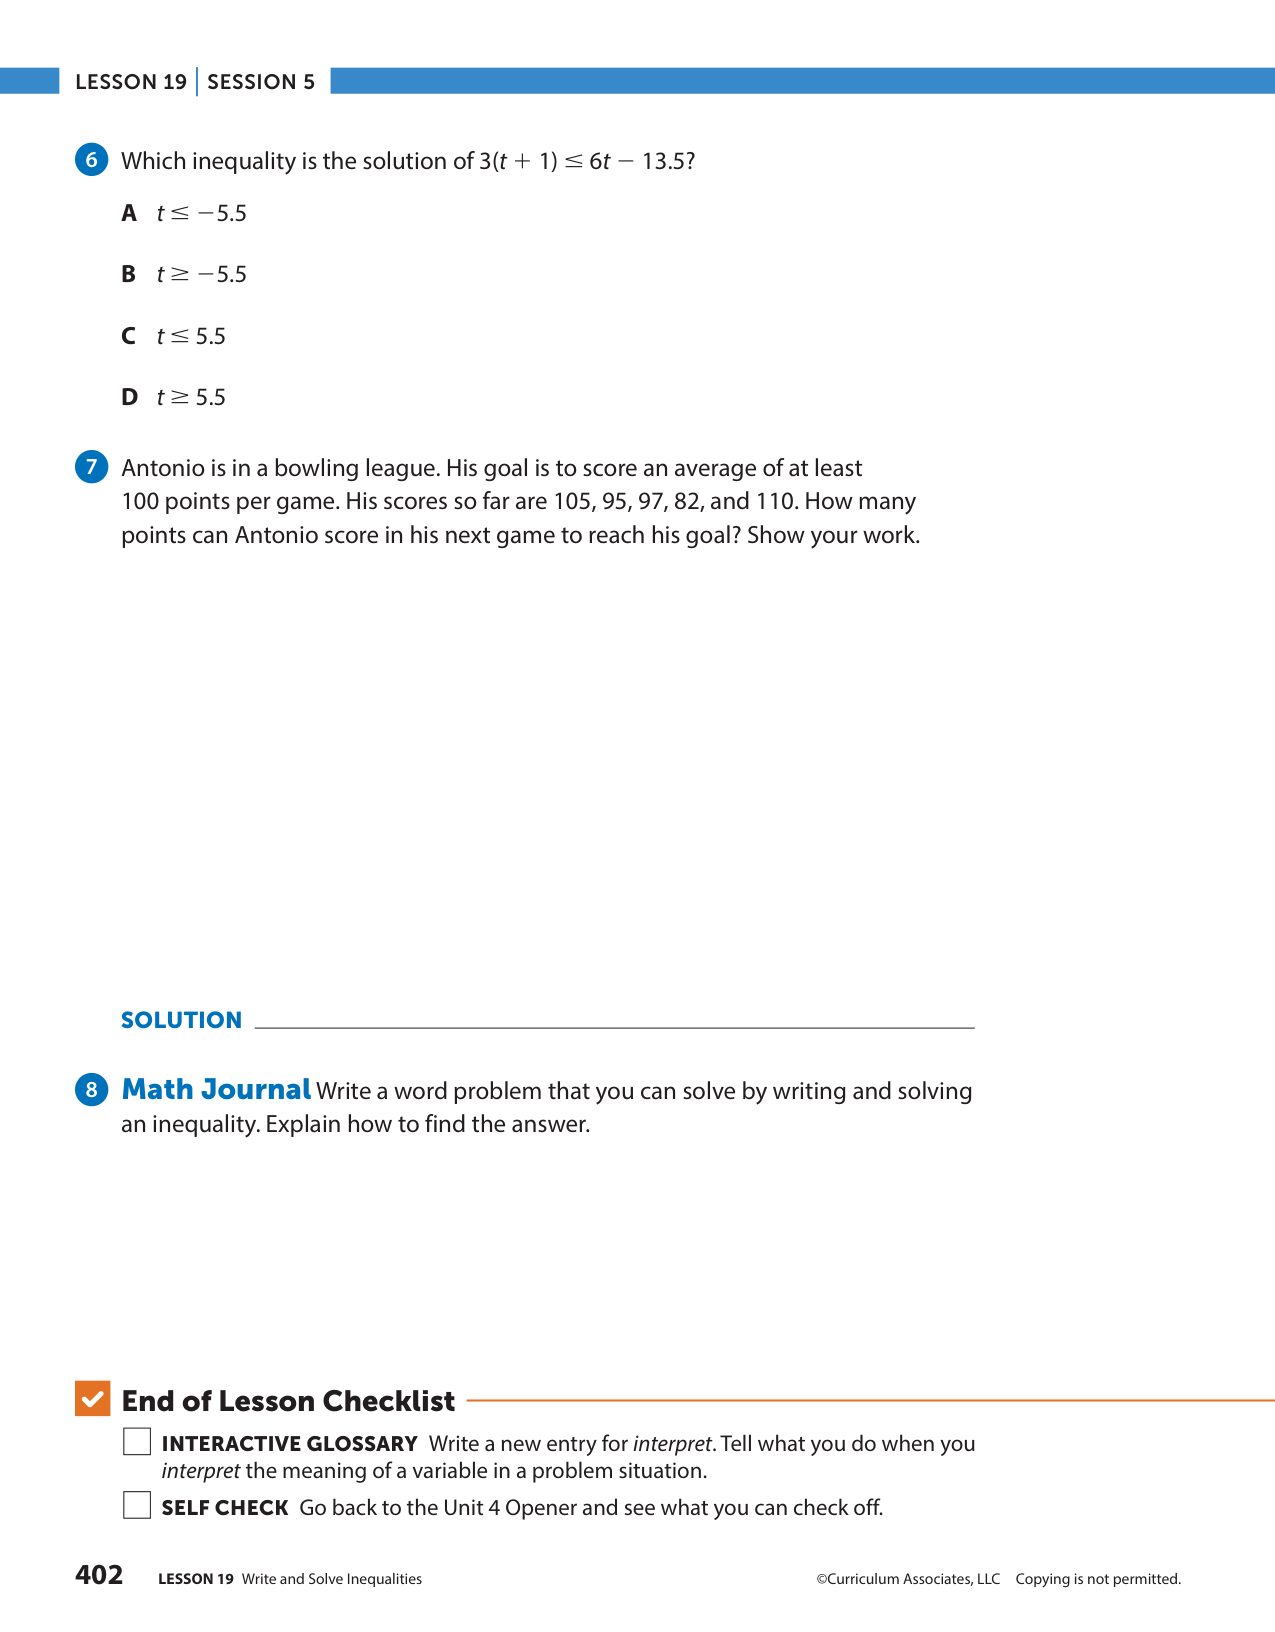 LESSON 19 | SESSION 5
6 Which inequality is the solution of 3(t + 1) ≤ 6t − 13.5?
A t ≤ −5.5
B t ≥ −5.5
C t ≤ 5.5
D t ≥ 5.5
7 Antonio is in a bowling league. His goal is to score an average of at least
100 points per game. His scores so far are 105, 95, 97, 82, and 110. How many
points can Antonio score in his next game to reach his goal? Show your work.
SOLUTION
8 Math Journal Write a word problem that you can solve by writing and solving
an inequality. Explain how to find the answer.
End of Lesson Checklist
INTERACTIVE GLOSSARY Write a new entry for interpret. Tell what you do when you
interpret the meaning of a variable in a problem situation.
SELF CHECK Go back to the Unit 4 Opener and see what you can check off.
402 LESSON 19 Write and Solve Inequalities ©Curriculum Associates, LLC Copying is not permitted.